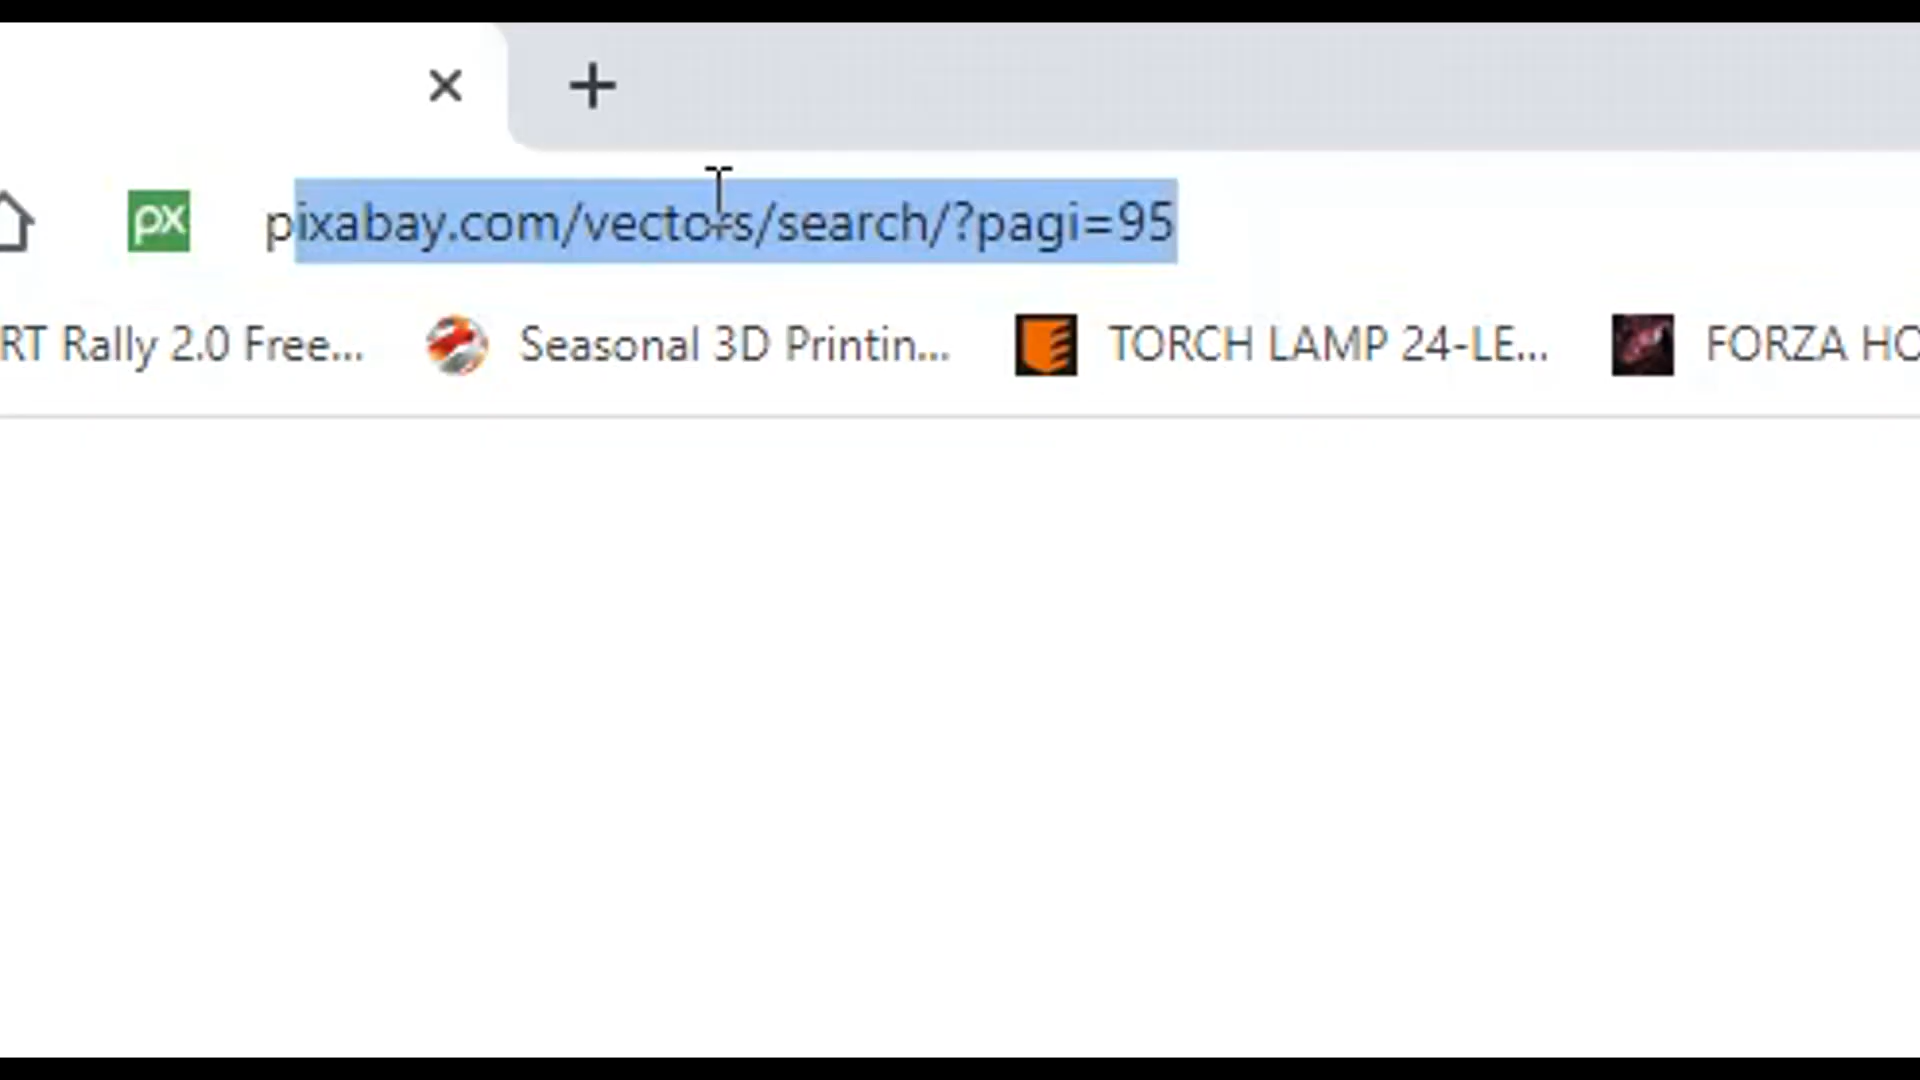 px pixabay.com/vectors/search/?pagi=95
RT Rally 2.0 Free... Seasonal 3D Printin... TORCH LAMP 24-LE... FORZA HO